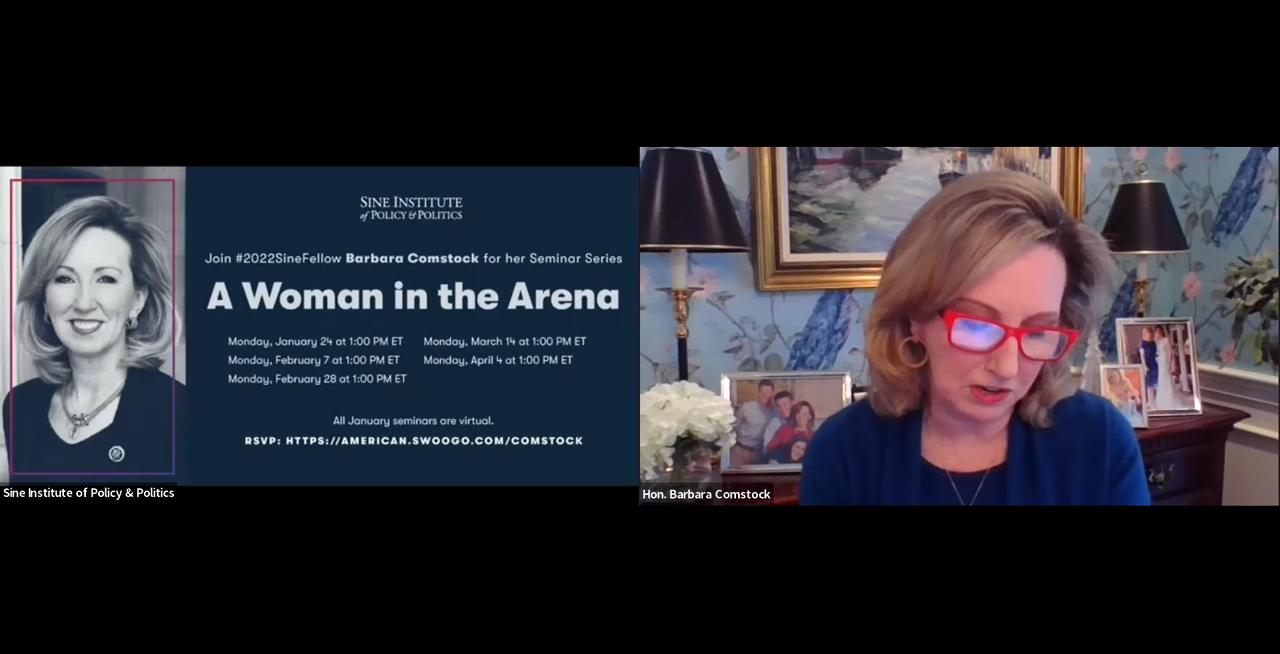 SINE INSTITUTE
of POLICY & POLITICS
Join #2022SineFellow Barbara Comstock for her Seminar Series
A Woman in the Arena
Monday, January 24 at 1:00 PM ET
Monday, February 7 at 1:00 PM ET
Monday, February 28 at 1:00 PM ET
Monday, March 14 at 1:00 PM ET
Monday, April 4 at 1:00 PM ET
All January seminars are virtual.
RSVP: HTTPS://AMERICAN.SWOOGO.COM/COMSTOCK
Sine Institute of Policy & Politics
Hon. Barbara Comstock